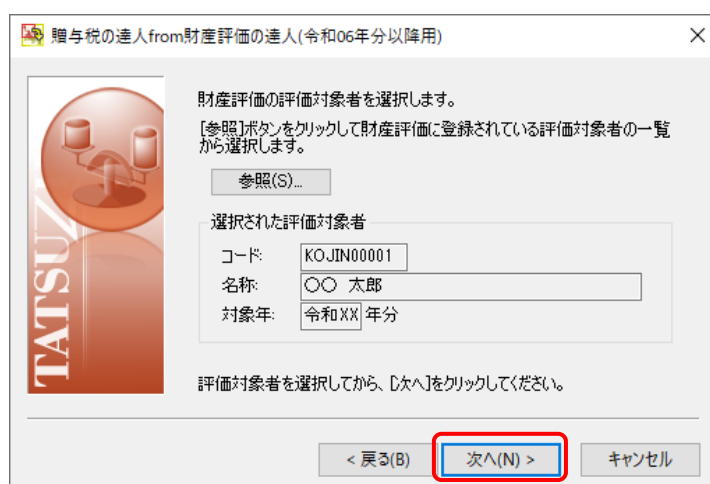 贈与税の達人from財産評価の達人(令和06年分以降用)
財産評価の評価対象者を選択します。
[参照]ボタンをクリックして財産評価に登録されている評価対象者の一覧
から選択します。
参照(S)...
選択された評価対象者
コード: KOJIN00001
名称: 〇〇 太郎
対象年: 令和XX 年分
評価対象者を選択してから、[次へ]をクリックしてください。
TATSUZ
< 戻る(B) 次へ(N) > キャンセル